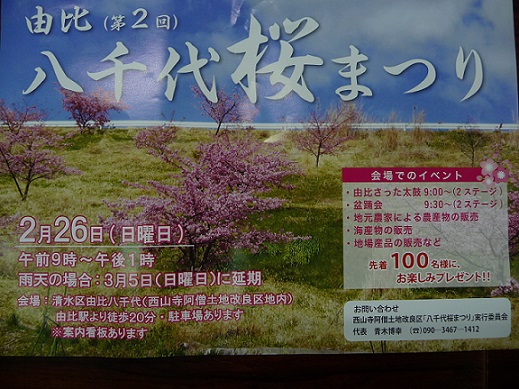 由比(第2回)
八千代桜まつり
2月26日(日曜日)
午前9時〜午後1時
雨天の場合:3月5日(日曜日)に延期
会場:清水区由比八千代(西山寺阿僧土地改良区地内)
由比駅より徒歩20分・駐車場あります
※案内看板あります
会場でのイベント
・由比さった太鼓 9:00〜(2ステージ)
・盆踊会 9:30〜(2ステージ)
・地元農家による農産物の販売
・海産物の販売
・地場産品の販売など
先着100名様に、
お楽しみプレゼント!!
お問い合わせ
西山寺阿僧土地改良区「八千代桜まつり」実行委員会
代表 青木博幸 ㈹090—3467—1412